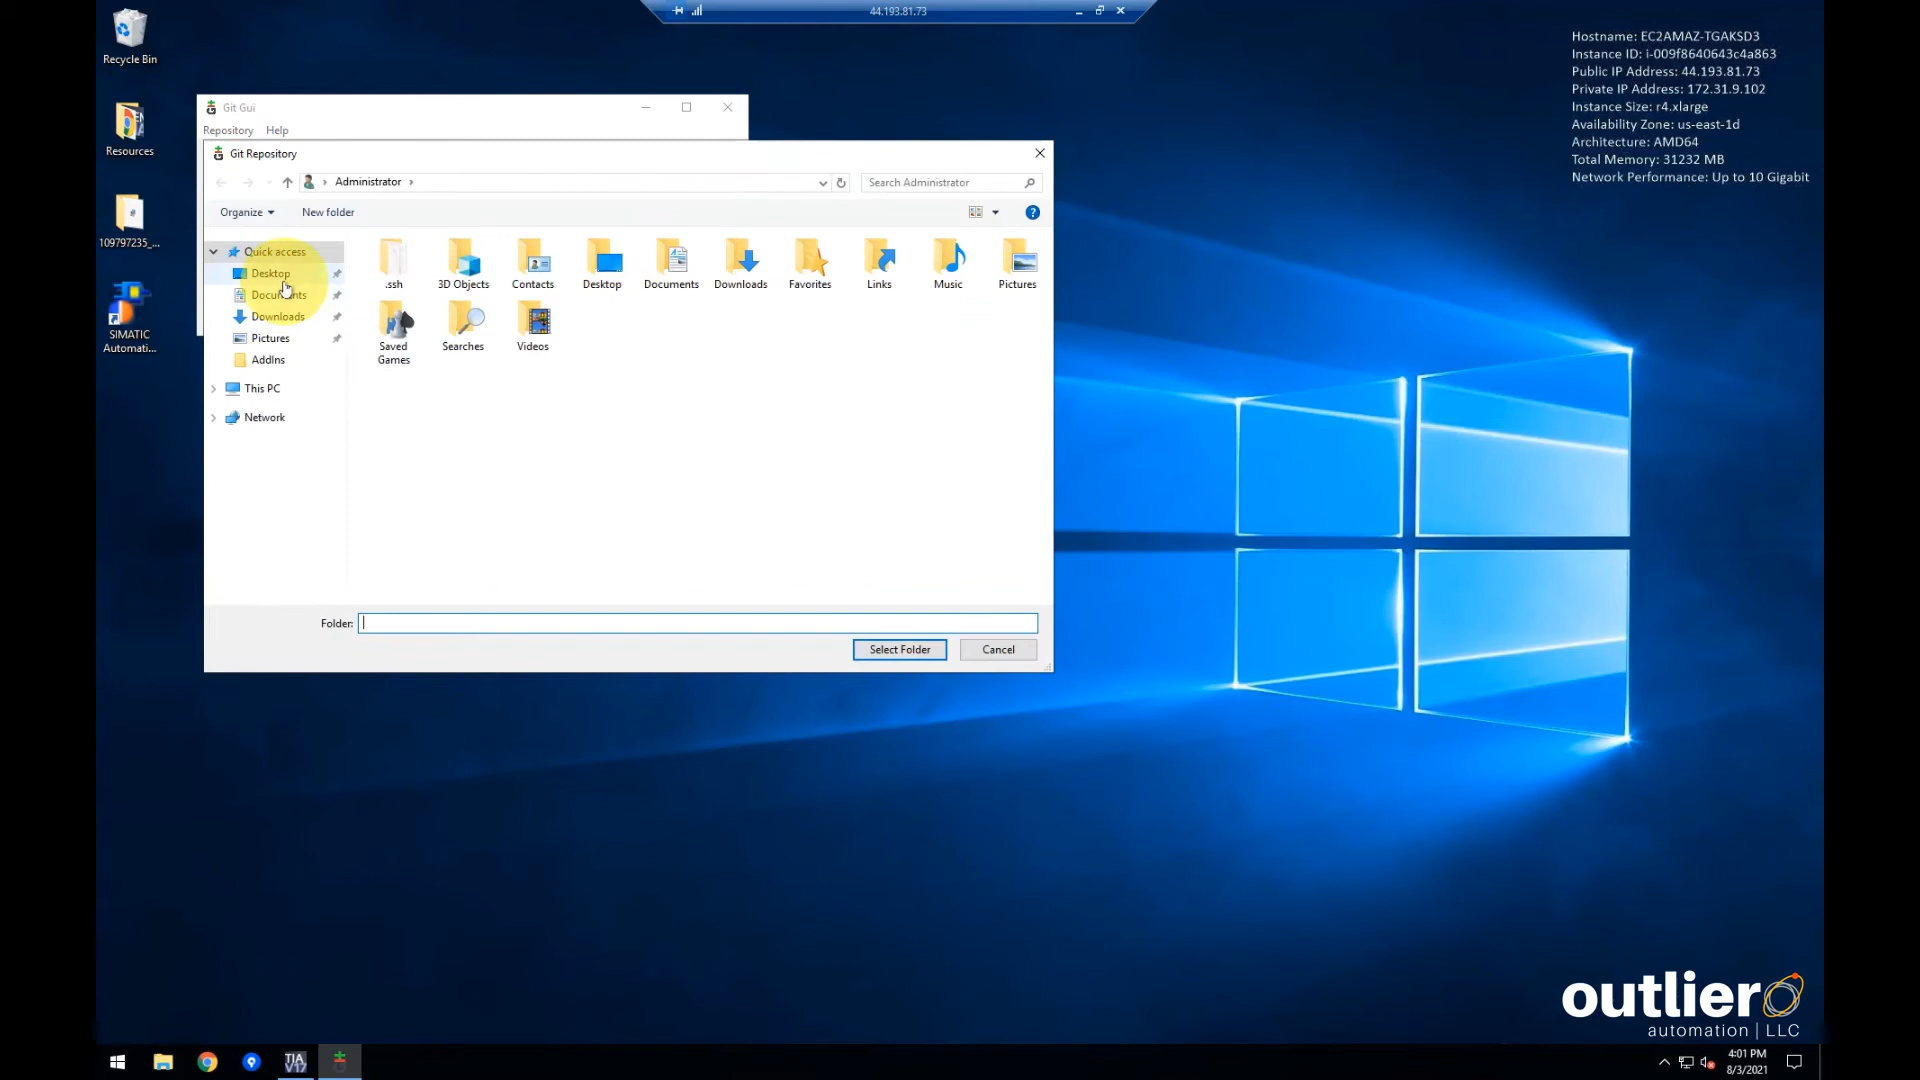 44.193.81.73
Hostname: EC2AMAZ-TGAKSD3
Instance ID: i-009f8640643c4a863
Public IP Address: 44.193.81.73
Private IP Address: 172.31.9.102
Instance Size: r4.xlarge
Availability Zone: us-east-1d
Architecture: AMD64
Total Memory: 31232 MB
Network Performance: Up to 10 Gigabit
Recycle Bin
Resources
109797235_...
SIMATIC
Automati...
Git Gui
Repository Help
Git Repository
Administrator
Search Administrator
Organize New folder
Quick access
Desktop
Documents
Downloads
Pictures
AddIns
This PC
Network
.ssh 3D Objects Contacts Desktop Documents Downloads Favorites Links Music Pictures
Saved Games Searches Videos
Folder:
Select Folder Cancel
outlier
automation | LLC
TIA
V17
4:01 PM
8/3/2021